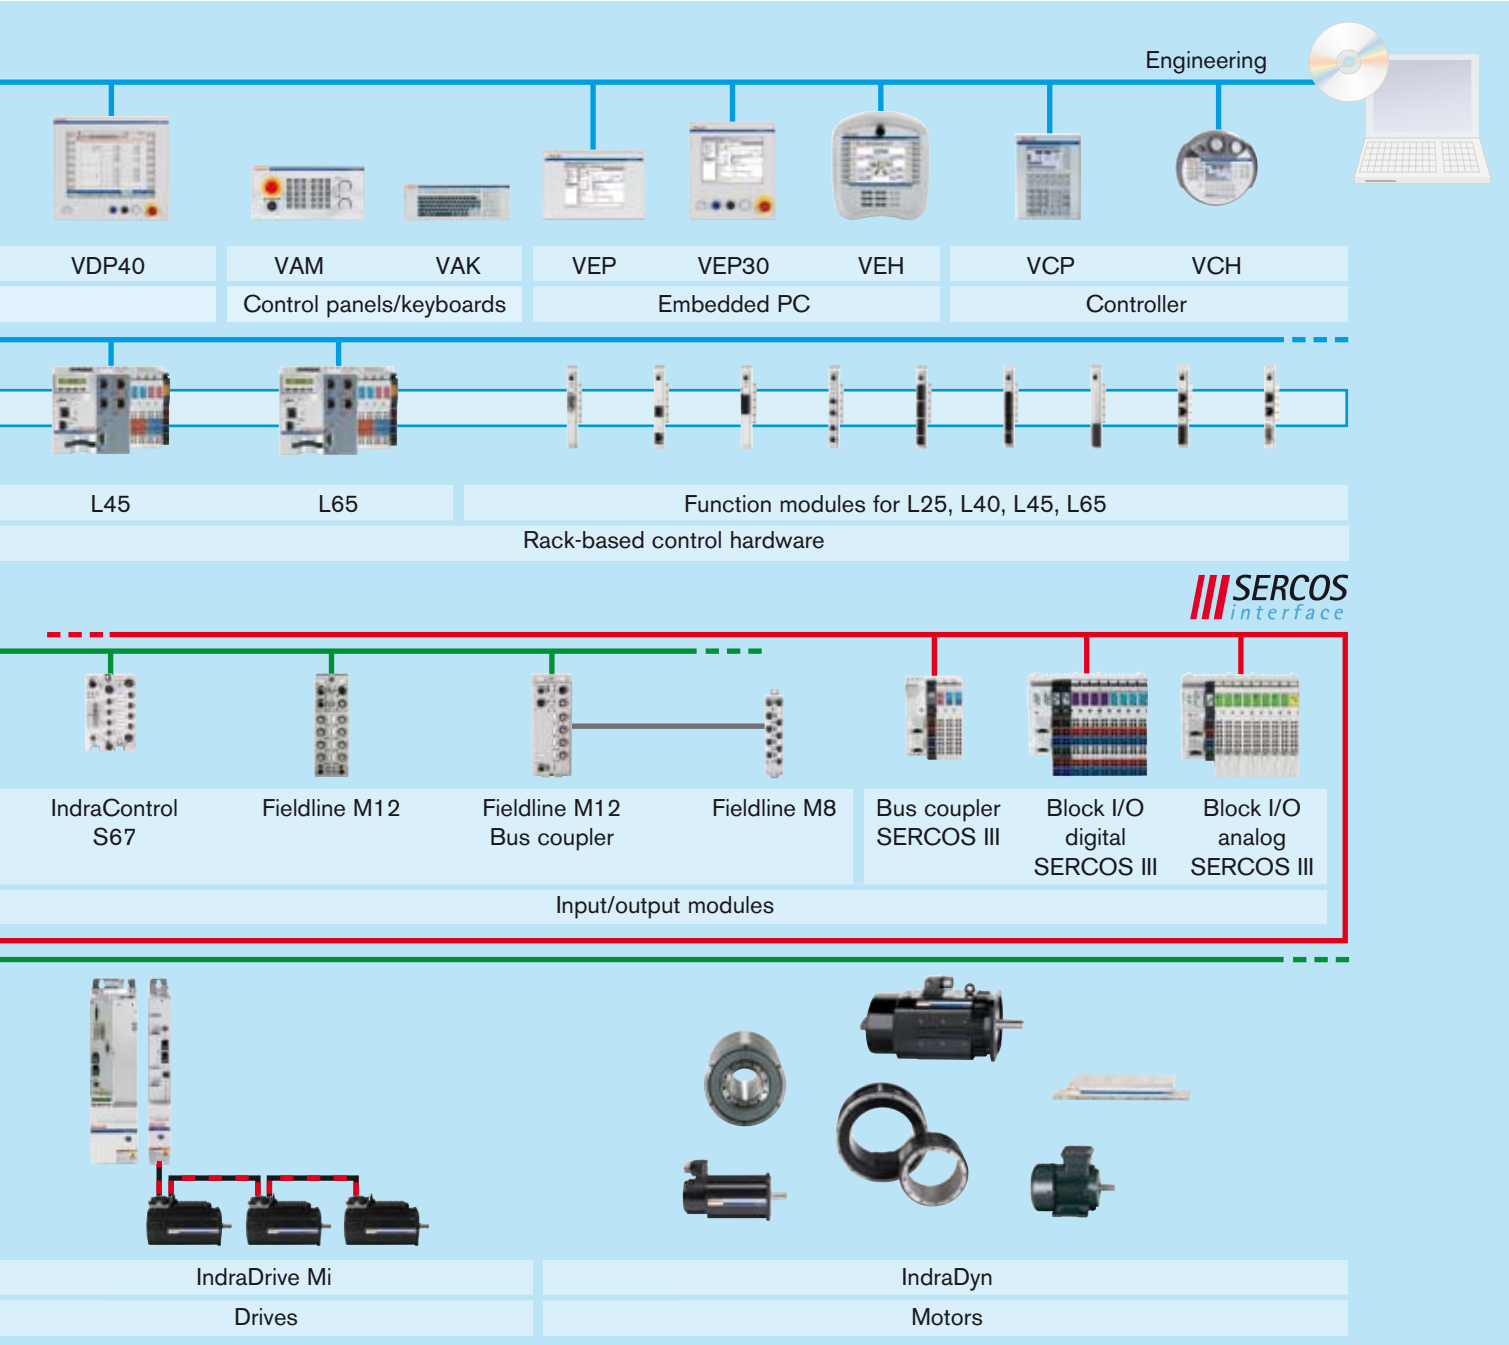 Engineering
VDP40
VAM
VAK
VEP
VEP30
VEH
VCP
VCH
Control panels/keyboards
Embedded PC
Controller
L45
L65
Function modules for L25, L40, L45, L65
Rack-based control hardware
SERCOS
interface
IndraControl
S67
Fieldline M12
Fieldline M12
Bus coupler
Fieldline M8
Bus coupler
SERCOS III
Block I/O
digital
SERCOS III
Block I/O
analog
SERCOS III
Input/output modules
IndraDrive Mi
IndraDyn
Drives
Motors